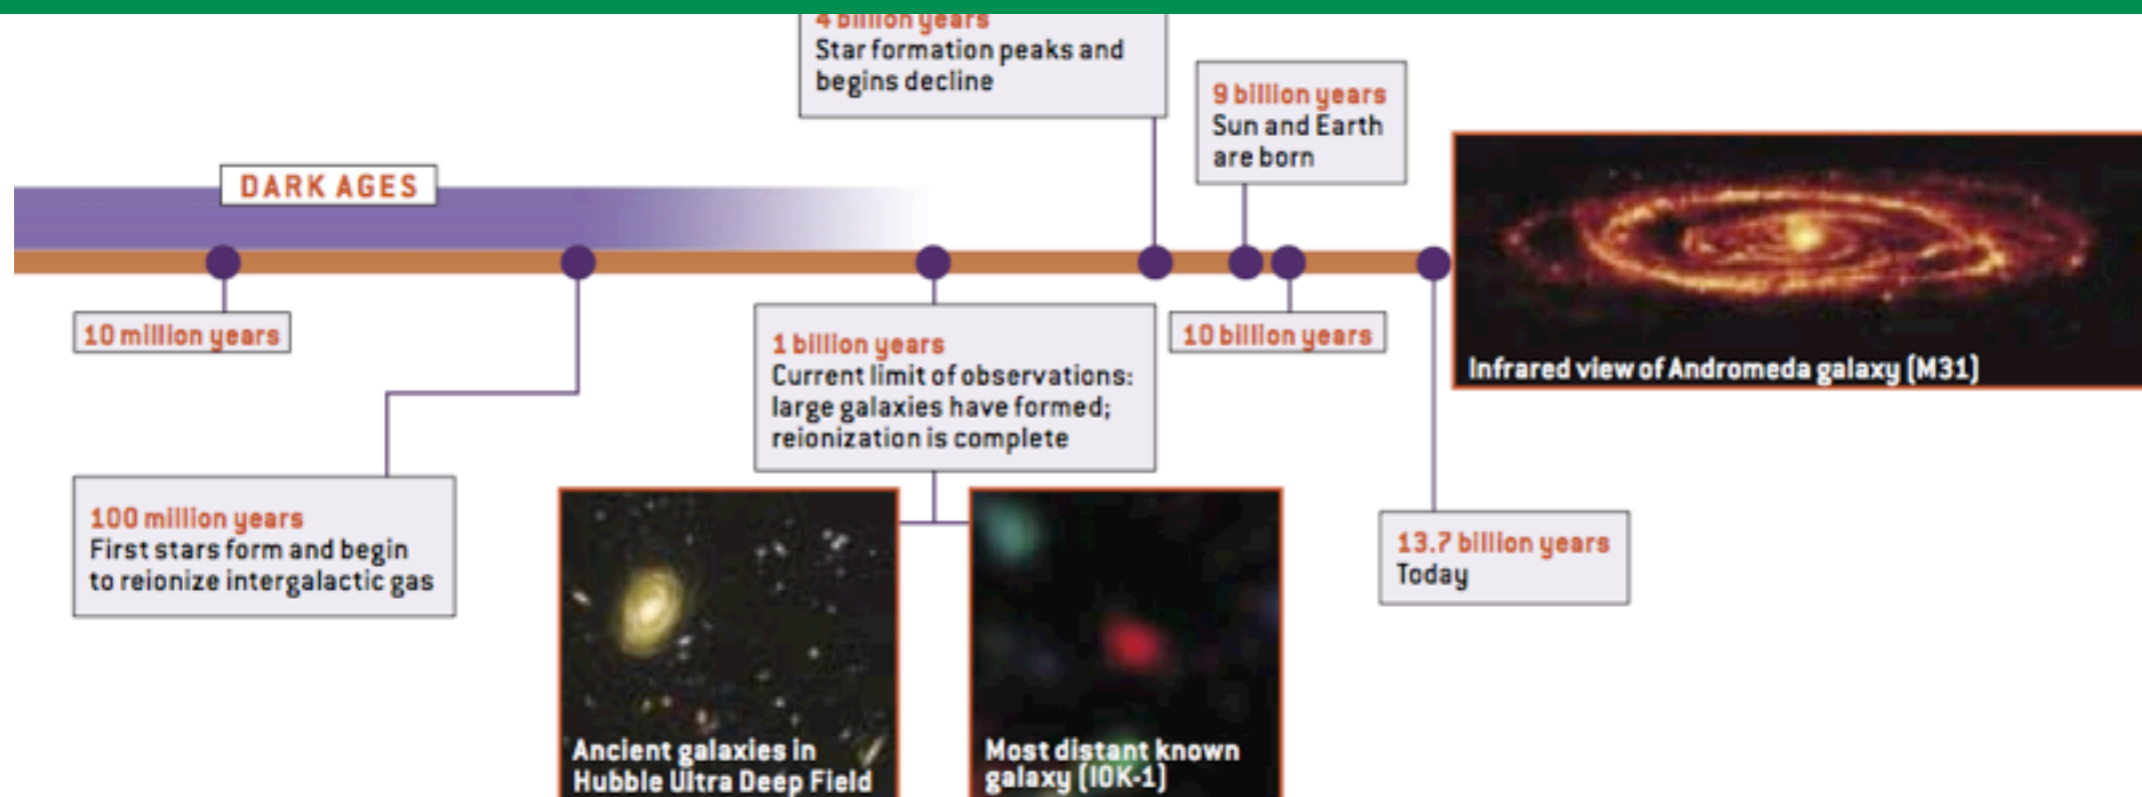 4 billion years
Star formation peaks and
begins decline
9 billion years
Sun and Earth
are born
DARK AGES
10 million years
1 billion years
Current limit of observations:
large galaxies have formed;
reionization is complete
10 billion years
Infrared view of Andromeda galaxy (M31)
100 million years
First stars form and begin
to reionize intergalactic gas
13.7 billion years
Today
Ancient galaxies in
Hubble Ultra Deep Field
Most distant known
galaxy (IOK-1)